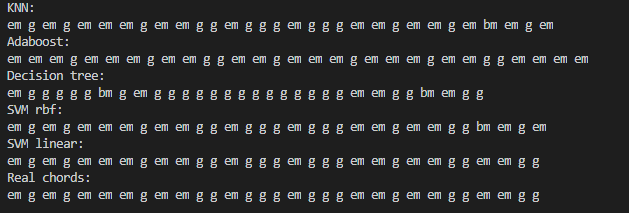 KNN:
em g em g em em em g em em g g em g g g em g g g em em g em em g em bm em g em
Adaboost:
em em em g em em em g em g g em em g em g em em g em em em g em em g g em em em em
Decision tree:
em g g g g g bm g em g g g g g g g g g g g g g g em em g g bm em g g
SVM rbf:
em g em g em em em g em em g g em g g g em g g g em em g em em g g bm em g em
SVM linear:
em g em g em em em g em em g g em g g g em g g g em em g em em g g em em g g
Real chords:
em g em g em em em g em em g g em g g g em g g g em em g em em g g em em g g